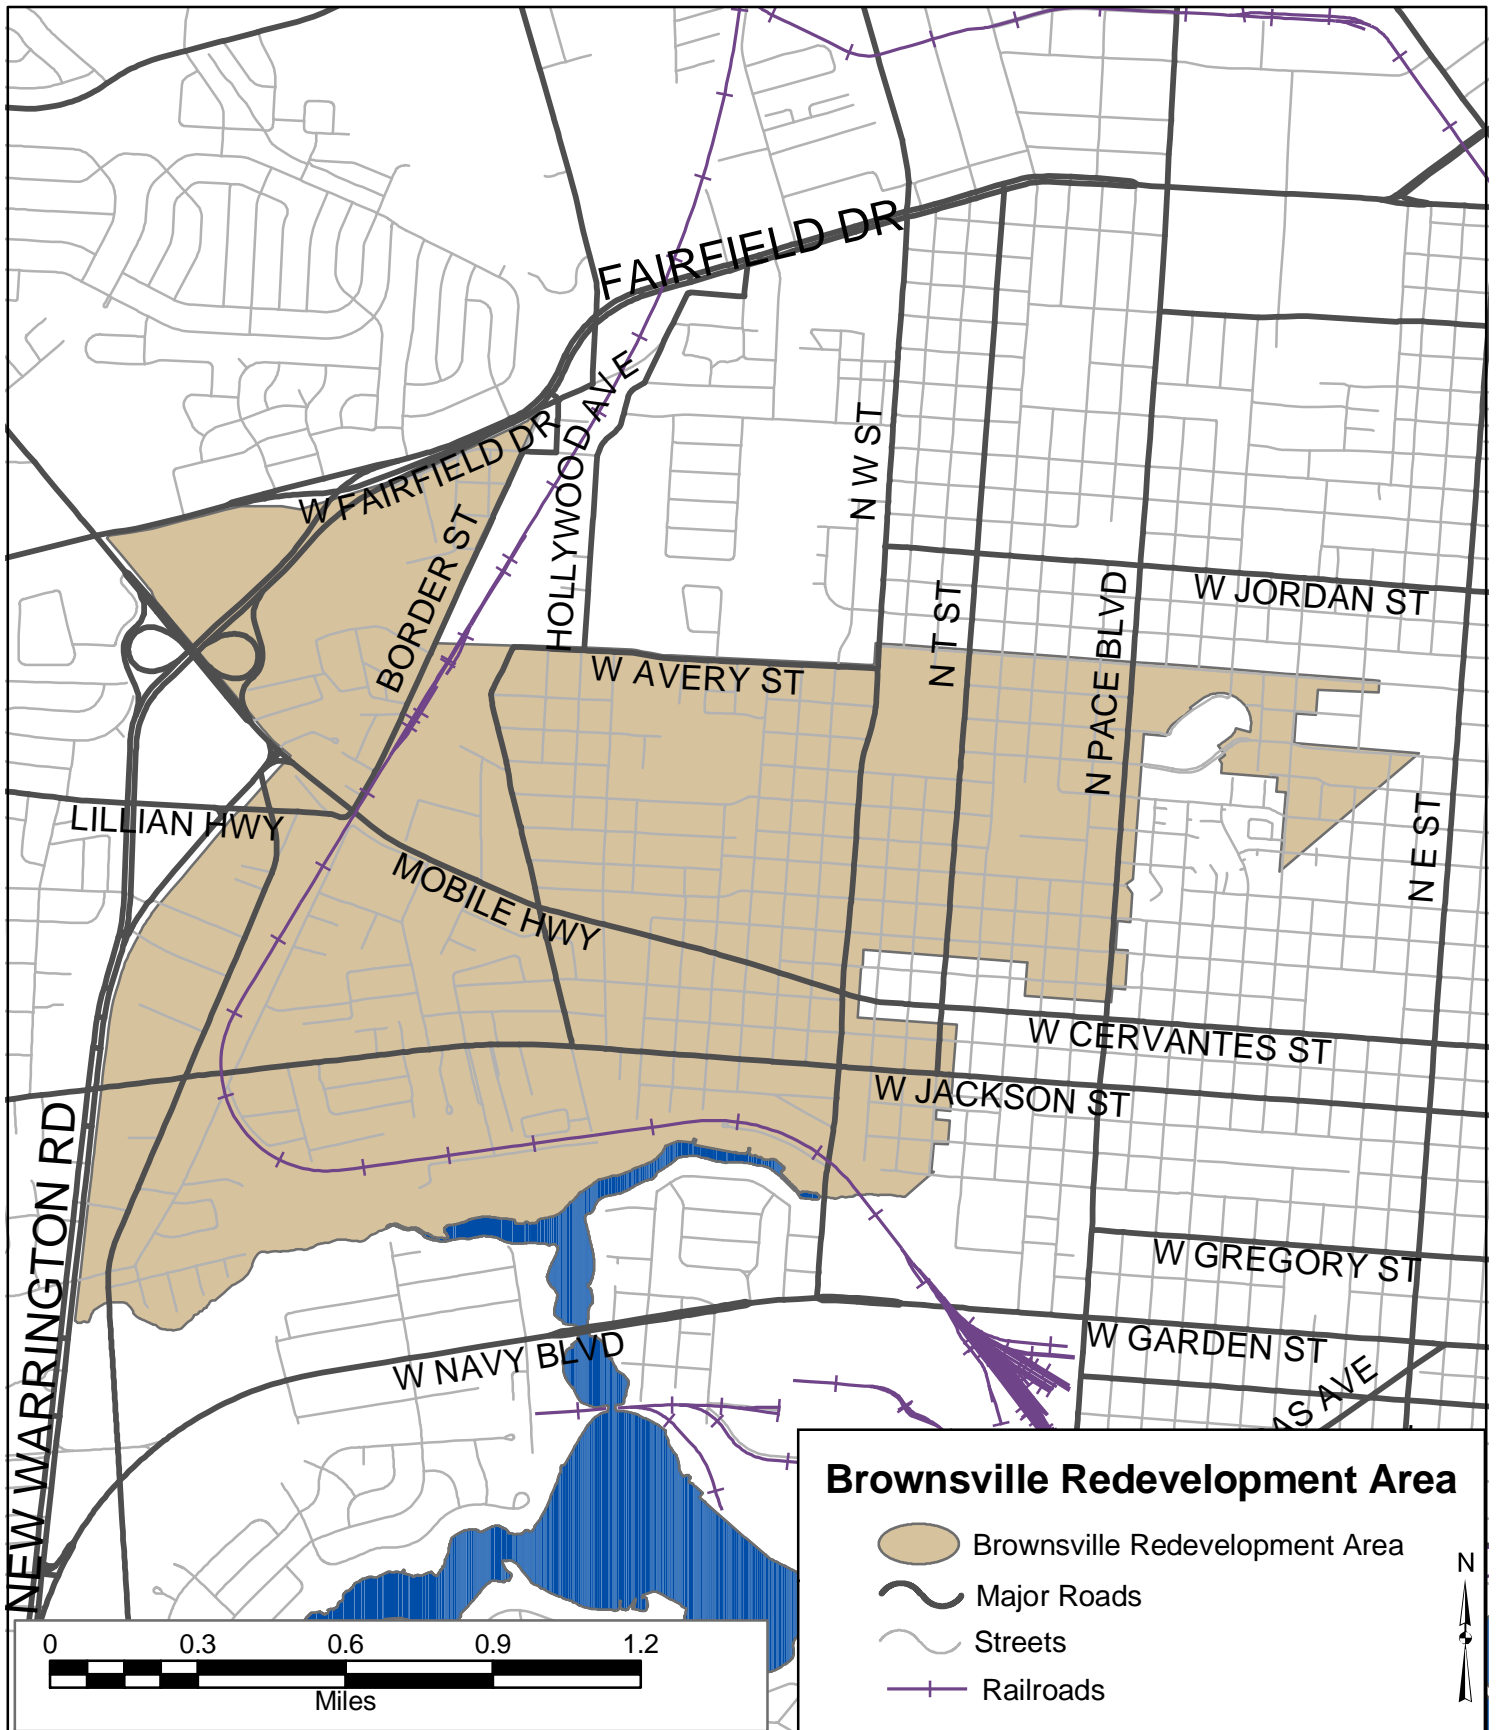 FAIRFIELD DR
HOLLYWOOD AVE
W FAIRFIELD DR
N W ST
BORDER ST
W JORDAN ST
N T ST
N PACE BLVD
W AVERY ST
LILLIAN HWY
N E ST
MOBILE HWY
W CERVANTES ST
W JACKSON ST
NEW WARRINGTON RD
W GREGORY ST
W GARDEN ST
W NAVY BLVD
AS AVE
Brownsville Redevelopment Area
Brownsville Redevelopment Area
Major Roads
Streets
Railroads
N
0 0.3 0.6 0.9 1.2
Miles